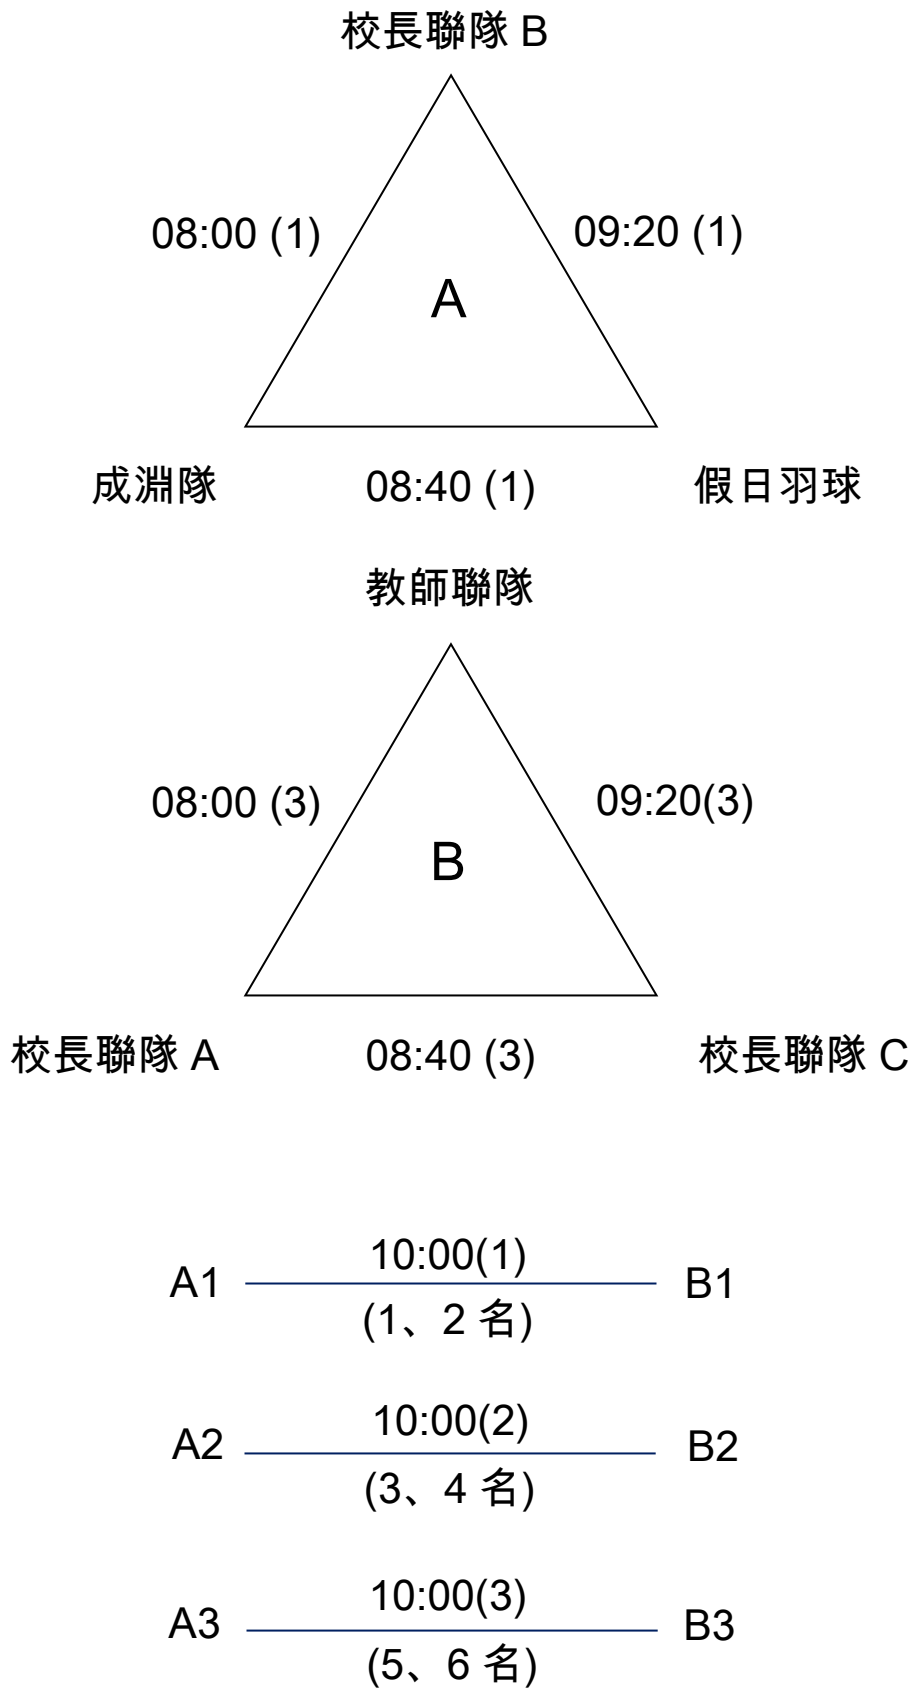 校長聯隊 B
08:00 (1)
09:20 (1)
A
成淵隊
08:40 (1)
假日羽球
教師聯隊
08:00 (3)
09:20(3)
B
校長聯隊 A
08:40 (3)
校長聯隊 C
10:00(1)
A1
B1
(1、2 名)
10:00(2)
A2
B2
(3、4 名)
10:00(3)
A3
B3
(5、6 名)